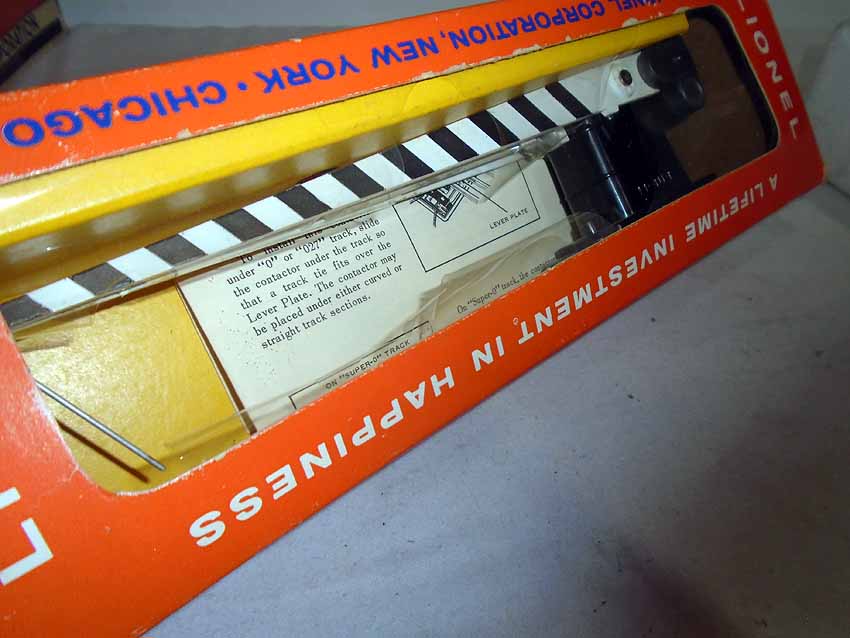 LIONEL CORPORATION, NEW YORK • CHICAGO
LIONEL
A LIFETIME INVESTMENT IN HAPPINESS
under "0" or "027" track, slide
the contactor under the track so
that a track tie fits over the
Lever Plate. The contactor may
be placed under either curved or
straight track sections.
LEVER PLATE
On "Super-0" track, the
ON "SUPER-0" TRACK